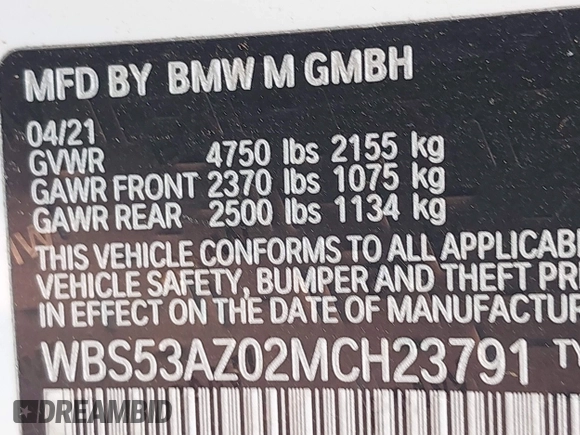 MFD BY BMW M GMBH
04/21
GVWR 4750 lbs 2155 kg
GAWR FRONT 2370 lbs 1075 kg
GAWR REAR 2500 lbs 1134 kg
THIS VEHICLE CONFORMS TO ALL APPLICAB
VEHICLE SAFETY, BUMPER AND THEFT PR
IN EFFECT ON THE DATE OF MANUFACTUR
WBS53AZ02MCH23791 TY
DREAMBID